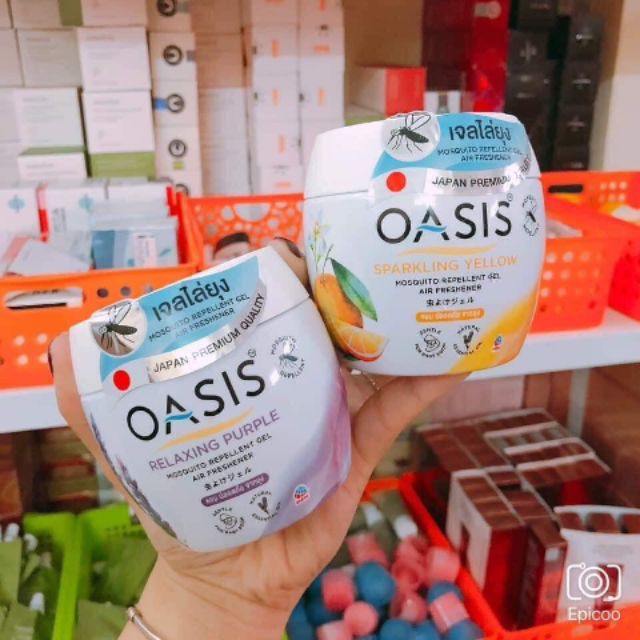 เจลไล่ยุง
MOSQUITO REPELLENT GEL
AIR FRESHENER
JAPAN PREMIUM
OASIS
SPARKLING YELLOW
MOSQUITO REPELLENT GEL
AIR FRESHENER
虫よけジェル
เจลไล่ยุง
MOSQUITO REPELLENT GEL
AIR FRESHENER
JAPAN PREMIUM QUALITY
OASIS
MOSQUITO
REPELLENT
RELAXING PURPLE
MOSQUITO REPELLENT GEL
AIR FRESHENER
虫よけジェル
Epicoo